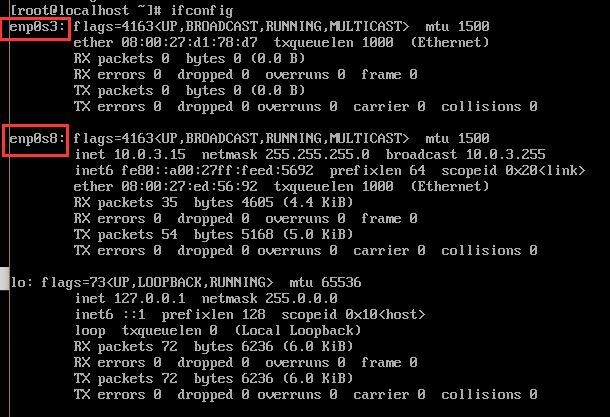 [root@localhost ~]# ifconfig
enp0s3: flags=4163<UP,BROADCAST,RUNNING,MULTICAST>  mtu 1500
        ether 08:00:27:d1:78:d7  txqueuelen 1000  (Ethernet)
        RX packets 0  bytes 0 (0.0 B)
        RX errors 0  dropped 0  overruns 0  frame 0
        TX packets 0  bytes 0 (0.0 B)
        TX errors 0  dropped 0 overruns 0  carrier 0  collisions 0
enp0s8: flags=4163<UP,BROADCAST,RUNNING,MULTICAST>  mtu 1500
        inet 10.0.3.15  netmask 255.255.255.0  broadcast 10.0.3.255
        inet6 fe80::a00:27ff:feed:5692  prefixlen 64  scopeid 0x20<link>
        ether 08:00:27:ed:56:92  txqueuelen 1000  (Ethernet)
        RX packets 35  bytes 4605 (4.4 KiB)
        RX errors 0  dropped 0  overruns 0  frame 0
        TX packets 54  bytes 5168 (5.0 KiB)
        TX errors 0  dropped 0 overruns 0  carrier 0  collisions 0
lo: flags=73<UP,LOOPBACK,RUNNING>  mtu 65536
        inet 127.0.0.1  netmask 255.0.0.0
        inet6 ::1  prefixlen 128  scopeid 0x10<host>
        loop  txqueuelen 0  (Local Loopback)
        RX packets 72  bytes 6236 (6.0 KiB)
        RX errors 0  dropped 0  overruns 0  frame 0
        TX packets 72  bytes 6236 (6.0 KiB)
        TX errors 0  dropped 0 overruns 0  carrier 0  collisions 0